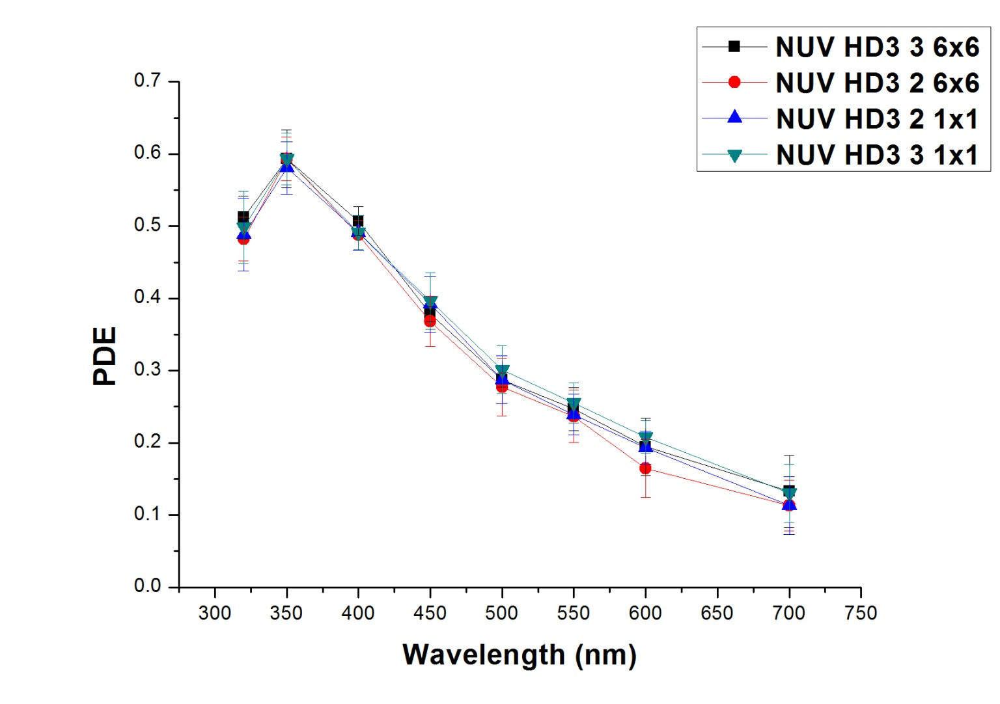 NUV HD3 3 6x6
NUV HD3 2 6x6
NUV HD3 2 1x1
NUV HD3 3 1x1
0.7
0.6
0.5
0.4
0.3
0.2
0.1
0.0
PDE
300 350 400 450 500 550 600 650 700 750
Wavelength (nm)